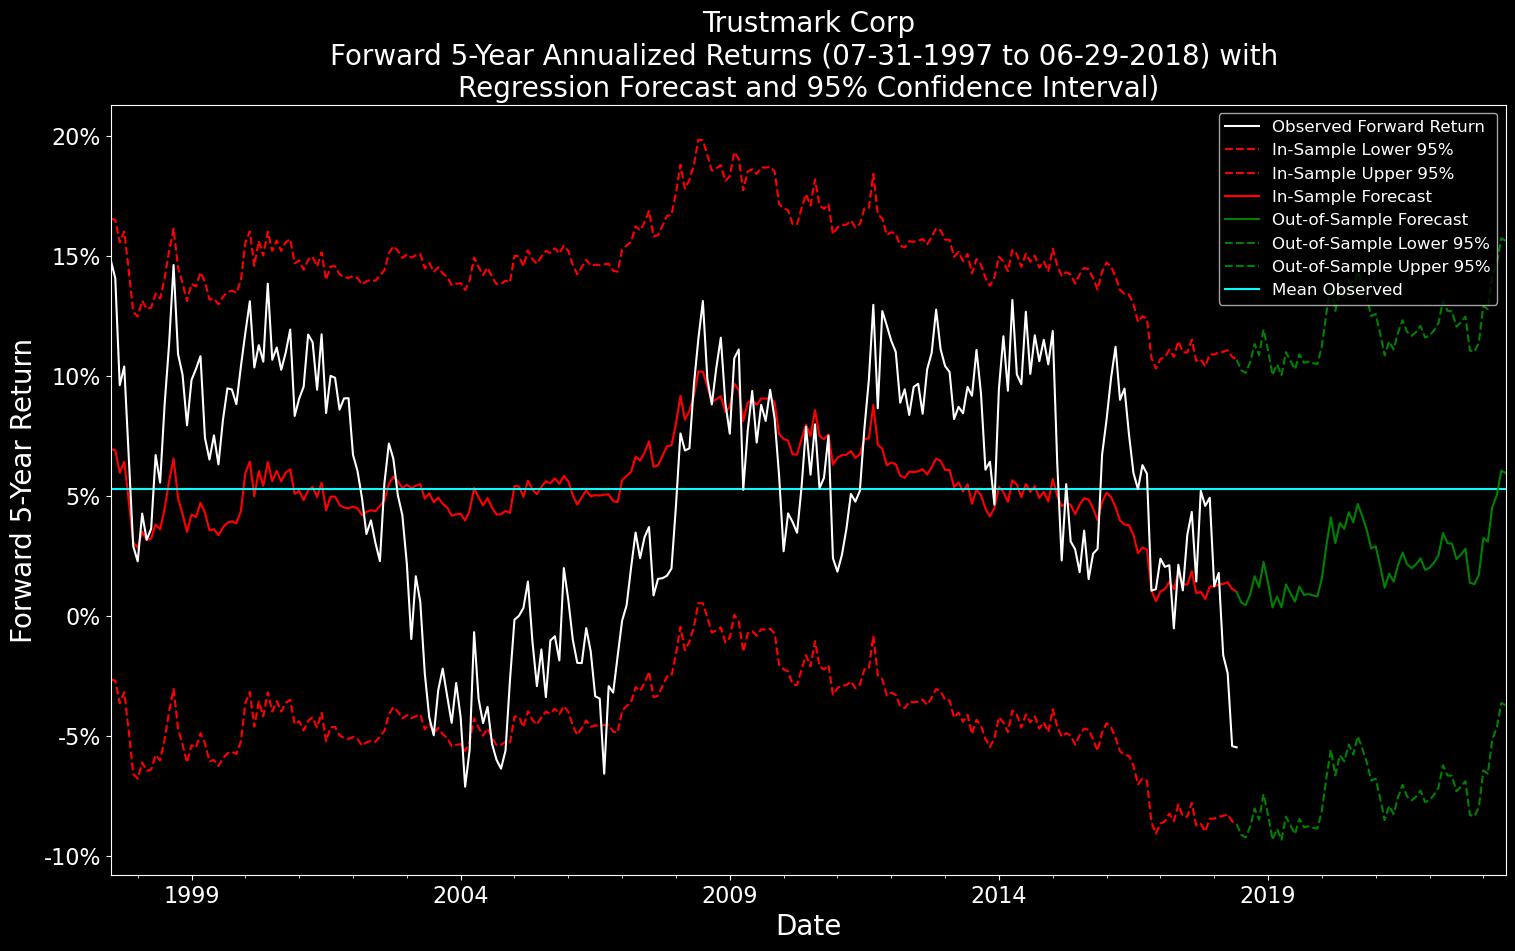 Trustmark Corp
Forward 5-Year Annualized Returns (07-31-1997 to 06-29-2018) with
Regression Forecast and 95% Confidence Interval)
Observed Forward Return
In-Sample Lower 95%
In-Sample Upper 95%
In-Sample Forecast
Out-of-Sample Forecast
Out-of-Sample Lower 95%
Out-of-Sample Upper 95%
Mean Observed
Forward 5-Year Return
20%
15%
10%
5%
0%
-5%
-10%
1999
2004
2009
2014
2019
Date